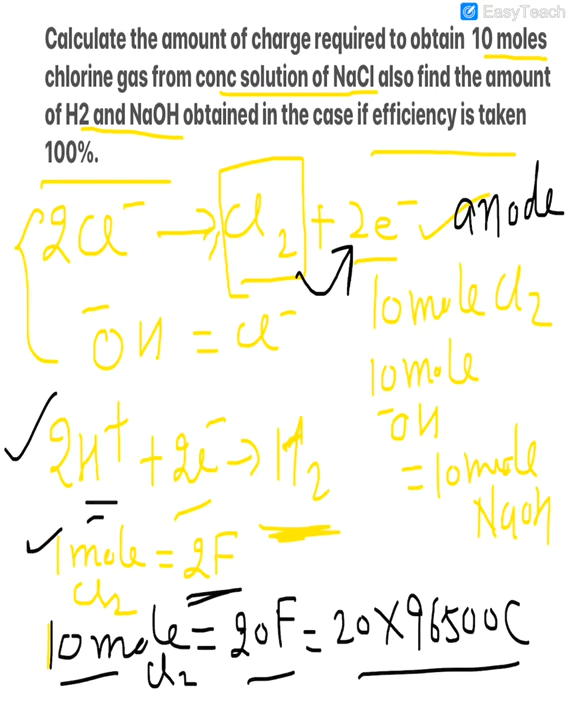 EasyTeach
Calculate the amount of charge required to obtain 10 moles
chlorine gas from conc solution of NaCl also find the amount
of H2 and NaOH obtained in the case if efficiency is taken
100%.
2Cl⁻ → Cl₂ + 2e⁻ anode
10 mole Cl₂
⁻OH = Cl⁻
10 mole
⁻OH
2H⁺ + 2e⁻ → H₂
= 10 mole
NaOH
1 mole = 2F
Cl₂
10 mole = 20F = 20 X 96500C
Cl₂